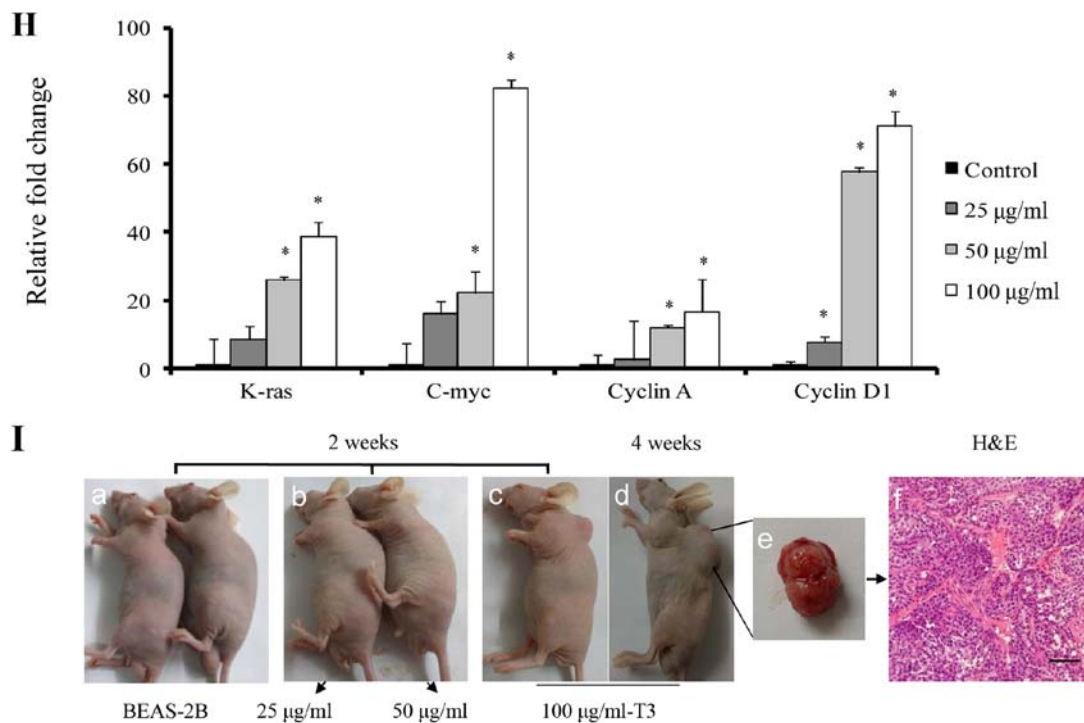 H
Relative fold change
100
80
60
40
20
0
* * * * * * * * *
K-ras C-myc Cyclin A Cyclin D1
Control
25 μg/ml
50 μg/ml
100 μg/ml
I
2 weeks 4 weeks H&E
a b c d e f
BEAS-2B 25 μg/ml 50 μg/ml 100 μg/ml-T3